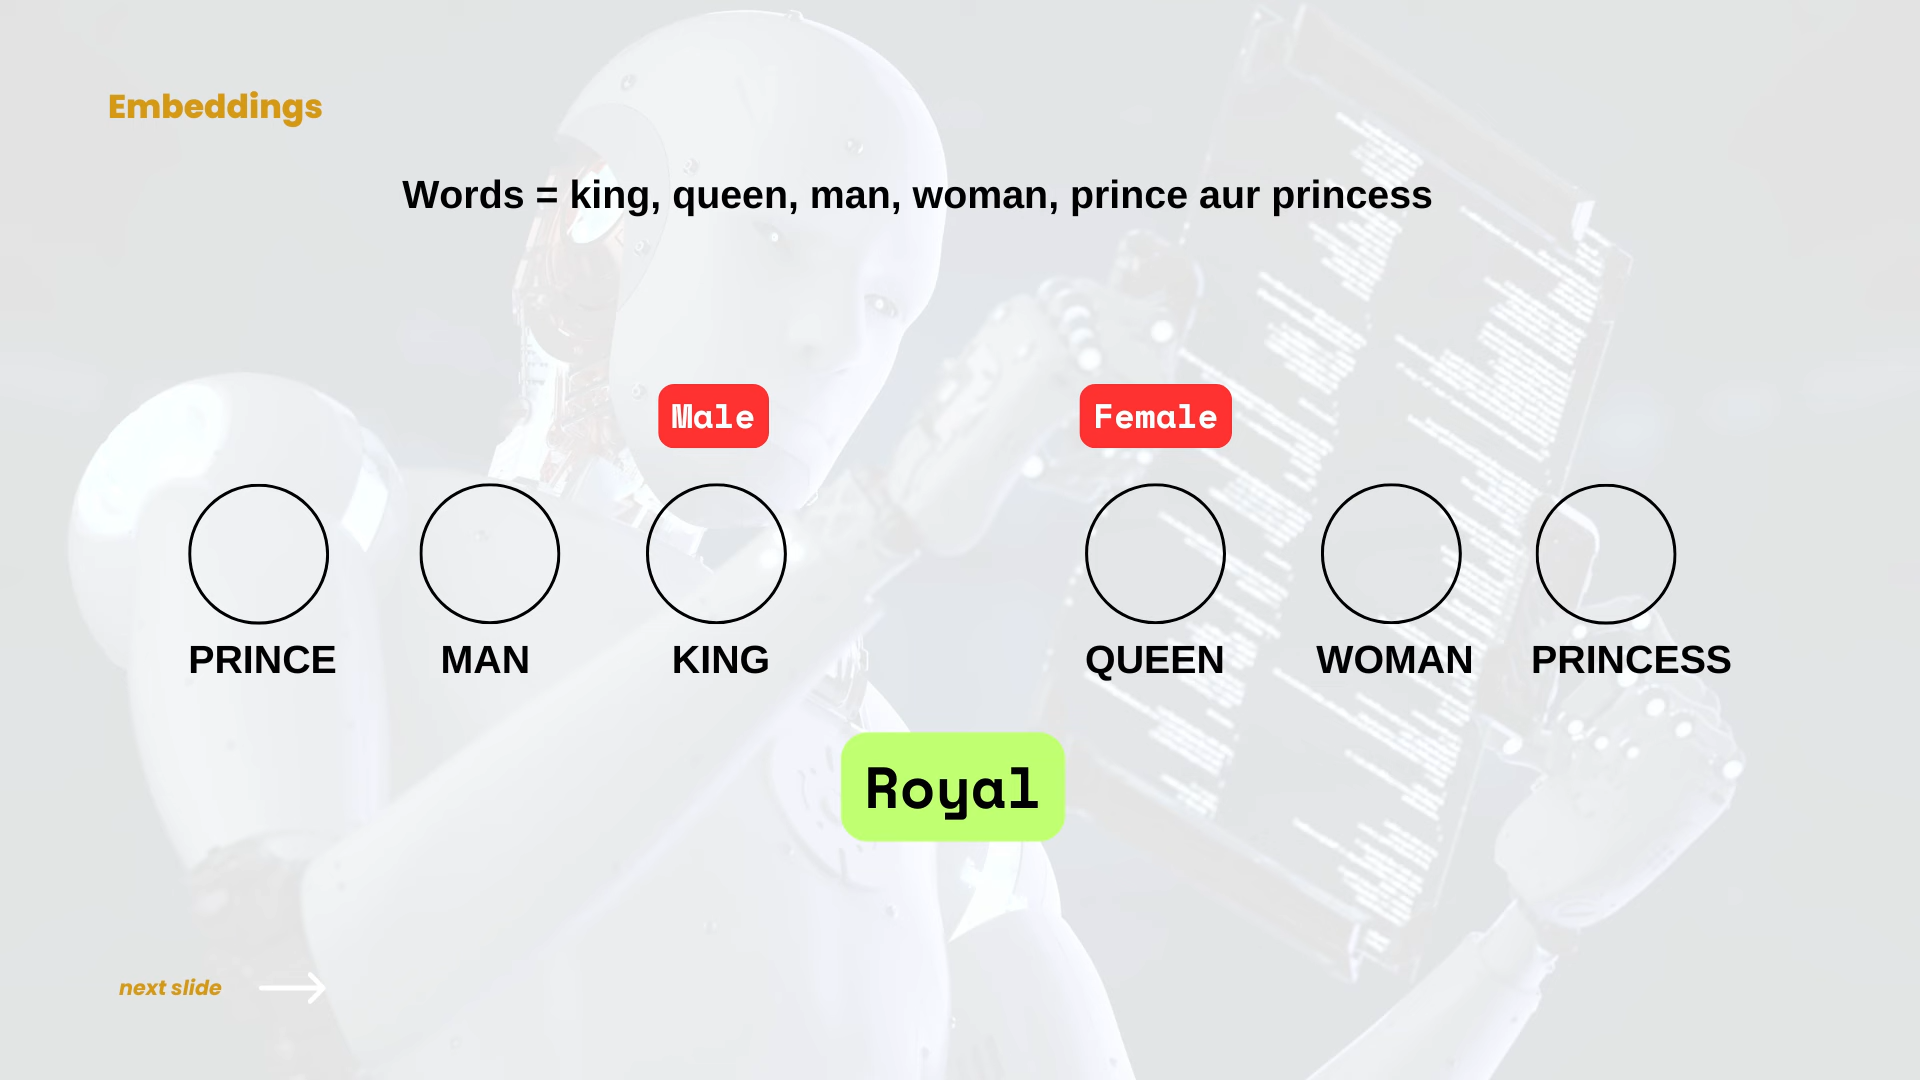 Embeddings
Words = king, queen, man, woman, prince aur princess
Male
Female
PRINCE
MAN
KING
QUEEN
WOMAN
PRINCESS
Royal
next slide